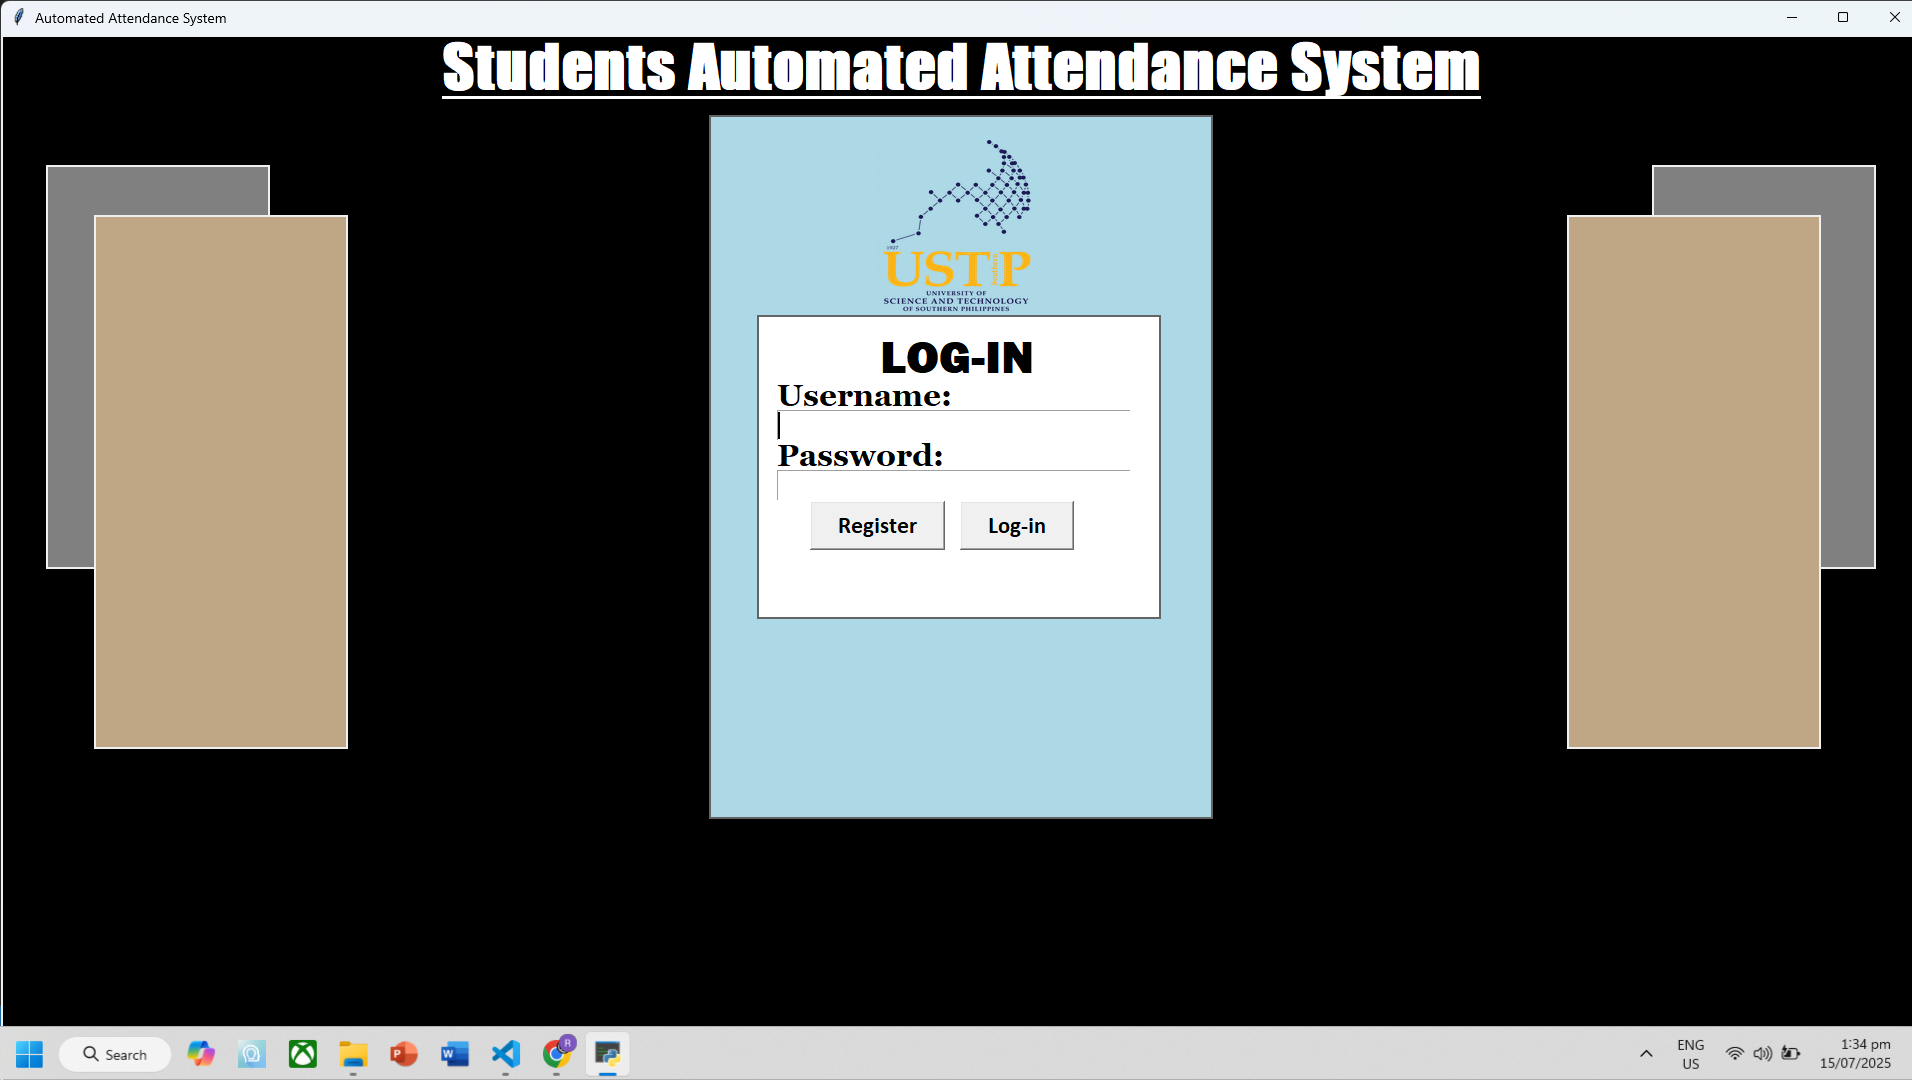 Automated Attendance System
Students Automated Attendance System
1927
USTP
UNIVERSITY OF
SCIENCE AND TECHNOLOGY
OF SOUTHERN PHILIPPINES
LOG-IN
Username:
Password:
Register Log-in
Search
R
P
W
ENG
US
1:34 pm
15/07/2025